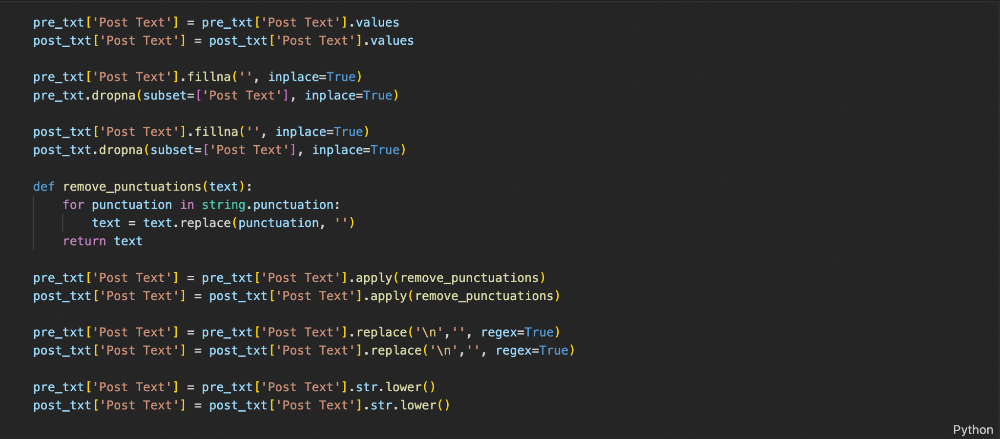 pre_txt['Post Text'] = pre_txt['Post Text'].values
post_txt['Post Text'] = post_txt['Post Text'].values
pre_txt['Post Text'].fillna('', inplace=True)
pre_txt.dropna(subset=['Post Text'], inplace=True)
post_txt['Post Text'].fillna('', inplace=True)
post_txt.dropna(subset=['Post Text'], inplace=True)
def remove_punctuations(text):
    for punctuation in string.punctuation:
        text = text.replace(punctuation, '')
    return text
pre_txt['Post Text'] = pre_txt['Post Text'].apply(remove_punctuations)
post_txt['Post Text'] = post_txt['Post Text'].apply(remove_punctuations)
pre_txt['Post Text'] = pre_txt['Post Text'].replace('\n','', regex=True)
post_txt['Post Text'] = post_txt['Post Text'].replace('\n','', regex=True)
pre_txt['Post Text'] = pre_txt['Post Text'].str.lower()
post_txt['Post Text'] = post_txt['Post Text'].str.lower()
Python